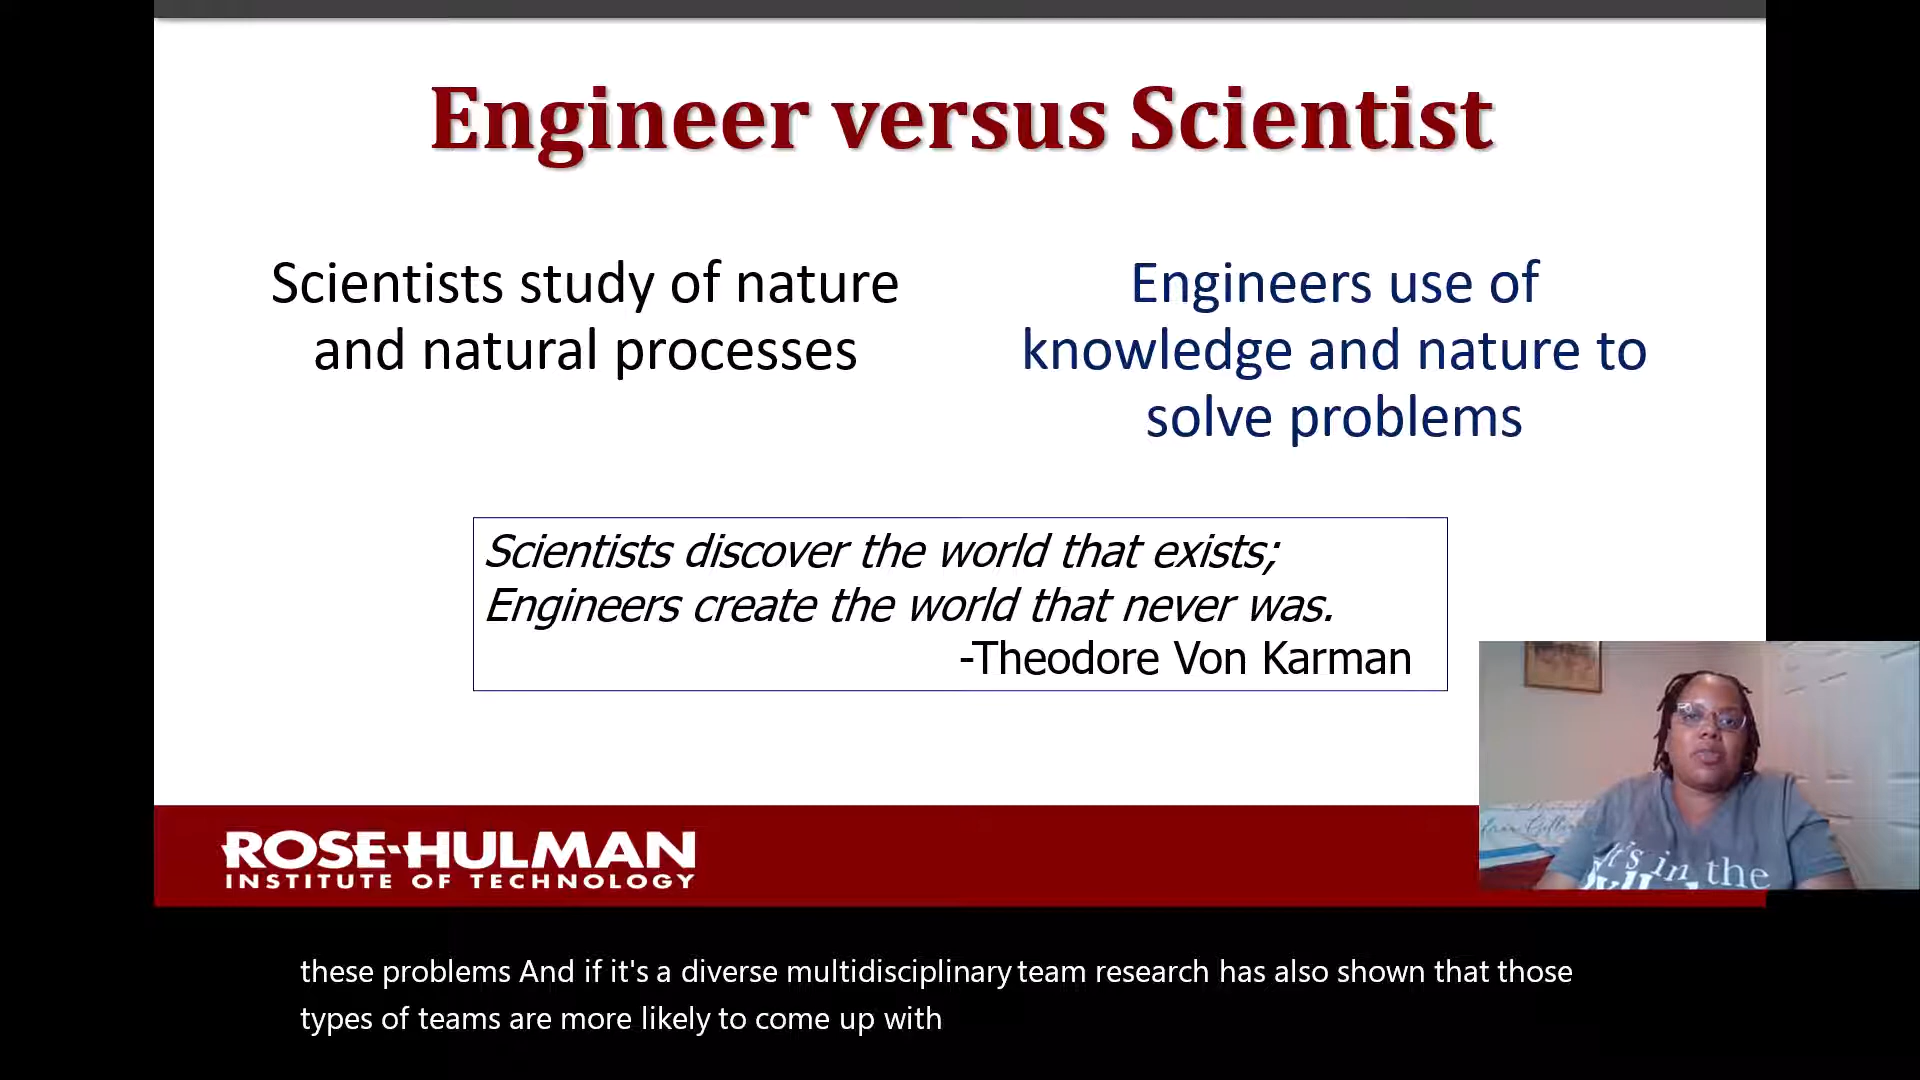 Engineer versus Scientist
Scientists study of nature
and natural processes
Engineers use of
knowledge and nature to
solve problems
Scientists discover the world that exists;
Engineers create the world that never was.
-Theodore Von Karman
ROSE-HULMAN
INSTITUTE OF TECHNOLOGY
it's in the
these problems And if it's a diverse multidisciplinary team research has also shown that those
types of teams are more likely to come up with